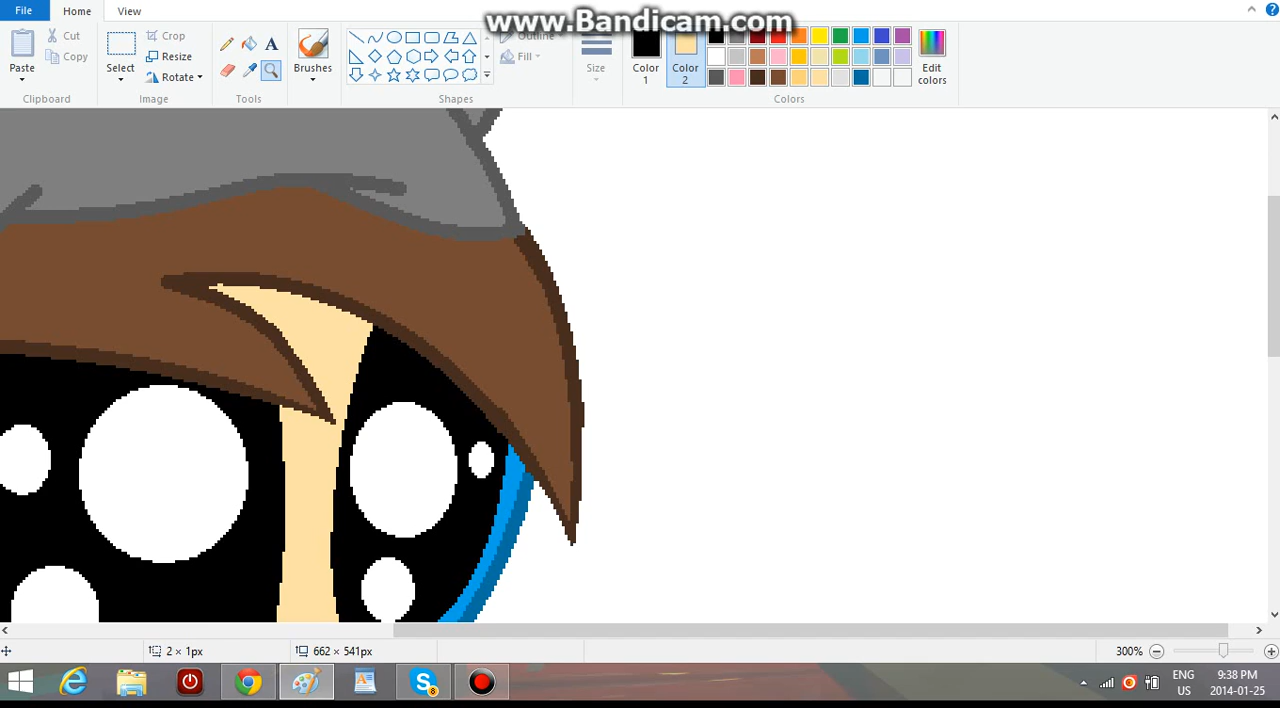 www.Bandicam.com
File Home View
Paste
Cut
Copy
Clipboard
Select
Crop
Resize
Rotate
Image
Tools
Brushes
Outline
Fill
Shapes
Size
Color 1
Color 2
Edit colors
Colors
2 × 1px
662 × 541px
300%
8
ENG
US
9:38 PM
2014-01-25